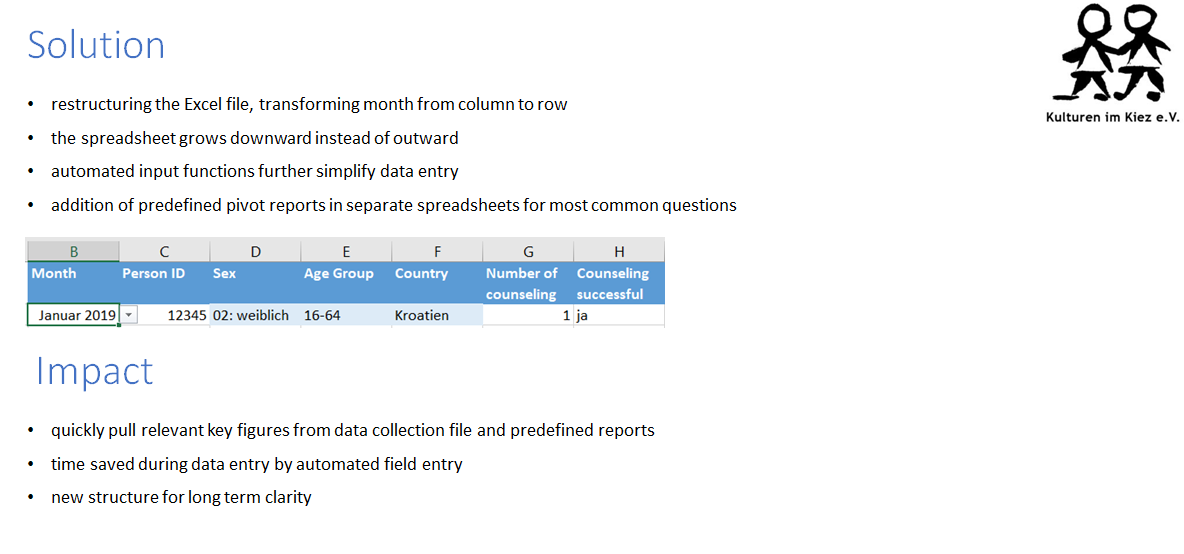 Solution
Kulturen im Kiez e.V.
• restructuring the Excel file, transforming month from column to row
• the spreadsheet grows downward instead of outward
• automated input functions further simplify data entry
• addition of predefined pivot reports in separate spreadsheets for most common questions
B C D E F G H
Month Person ID Sex Age Group Country Number of counseling Counseling successful
Januar 2019 12345 02: weiblich 16-64 Kroatien 1 ja
Impact
• quickly pull relevant key figures from data collection file and predefined reports
• time saved during data entry by automated field entry
• new structure for long term clarity